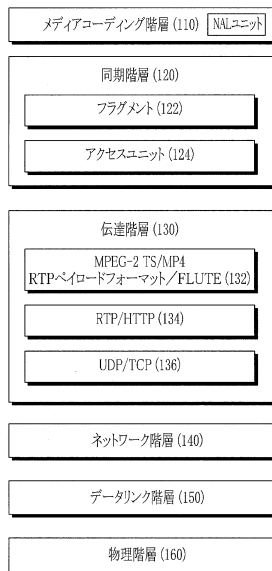 メディアコーディング階層 (110) NALユニット
同期階層 (120)
フラグメント (122)
アクセスユニット (124)
伝達階層 (130)
MPEG-2 TS/MP4
RTPペイロードフォーマット／FLUTE (132)
RTP/HTTP (134)
UDP/TCP (136)
ネットワーク階層 (140)
データリンク階層 (150)
物理階層 (160)